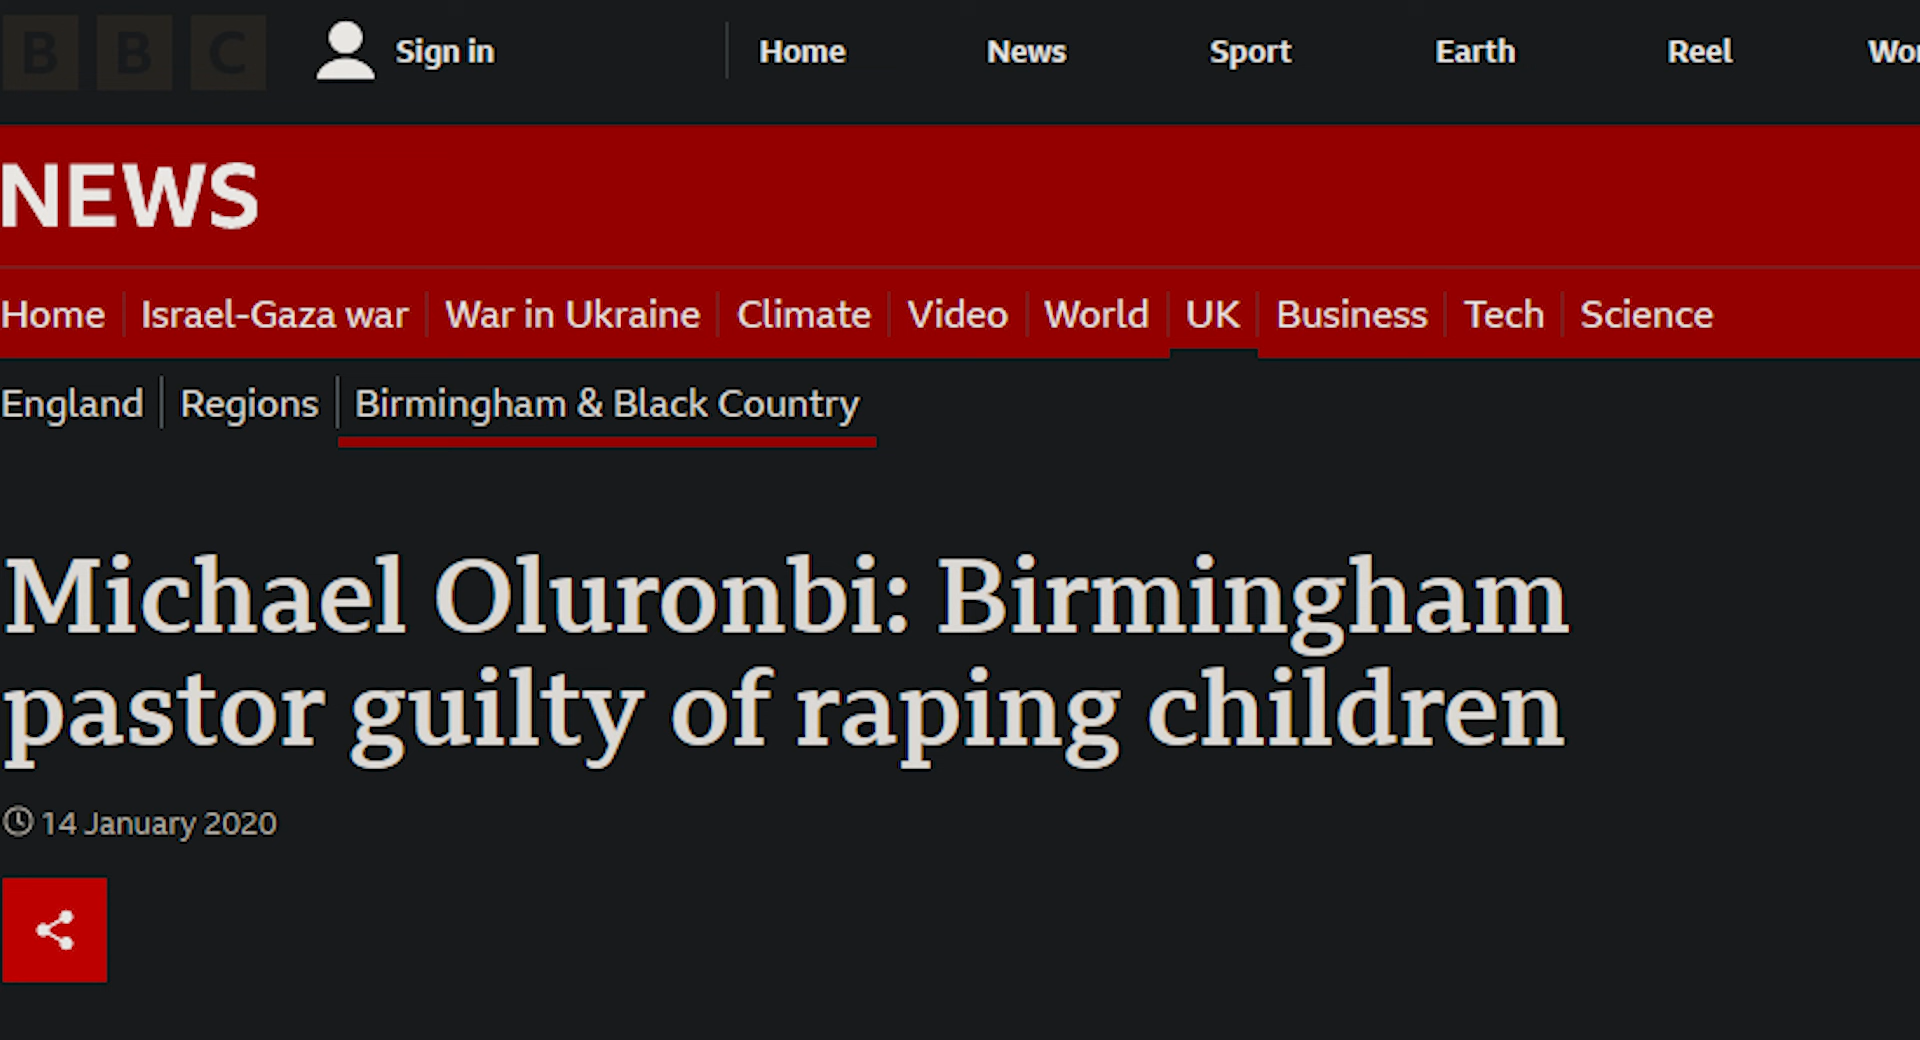 BBC Sign in Home News Sport Earth Reel
NEWS
Home Israel-Gaza war War in Ukraine Climate Video World UK Business Tech Science
England Regions Birmingham & Black Country
Michael Oluronbi: Birmingham
pastor guilty of raping children
14 January 2020